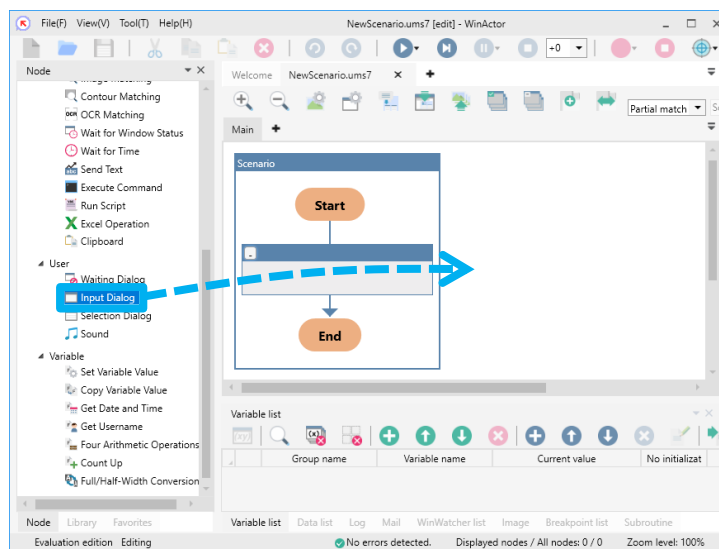 File(F) View(V) Tool(T) Help(H) NewScenario.ums7 [edit] - WinActor
+0
Node
Welcome NewScenario.ums7
Partial match
Main
Image Matching
Contour Matching
OCR OCR Matching
Wait for Window Status
Wait for Time
Send Text
Execute Command
Run Script
Excel Operation
Clipboard
User
Waiting Dialog
Input Dialog
Selection Dialog
Sound
Variable
Set Variable Value
Copy Variable Value
Get Date and Time
Get Username
Four Arithmetic Operations
Count Up
Full/Half-Width Conversion
Node Library Favorites
Scenario
Start
End
Variable list
Group name Variable name Current value No initializat
Variable list Data list Log Mail WinWatcher list Image Breakpoint list Subroutine
Evaluation edition Editing No errors detected. Displayed nodes / All nodes: 0 / 0 Zoom level: 100%